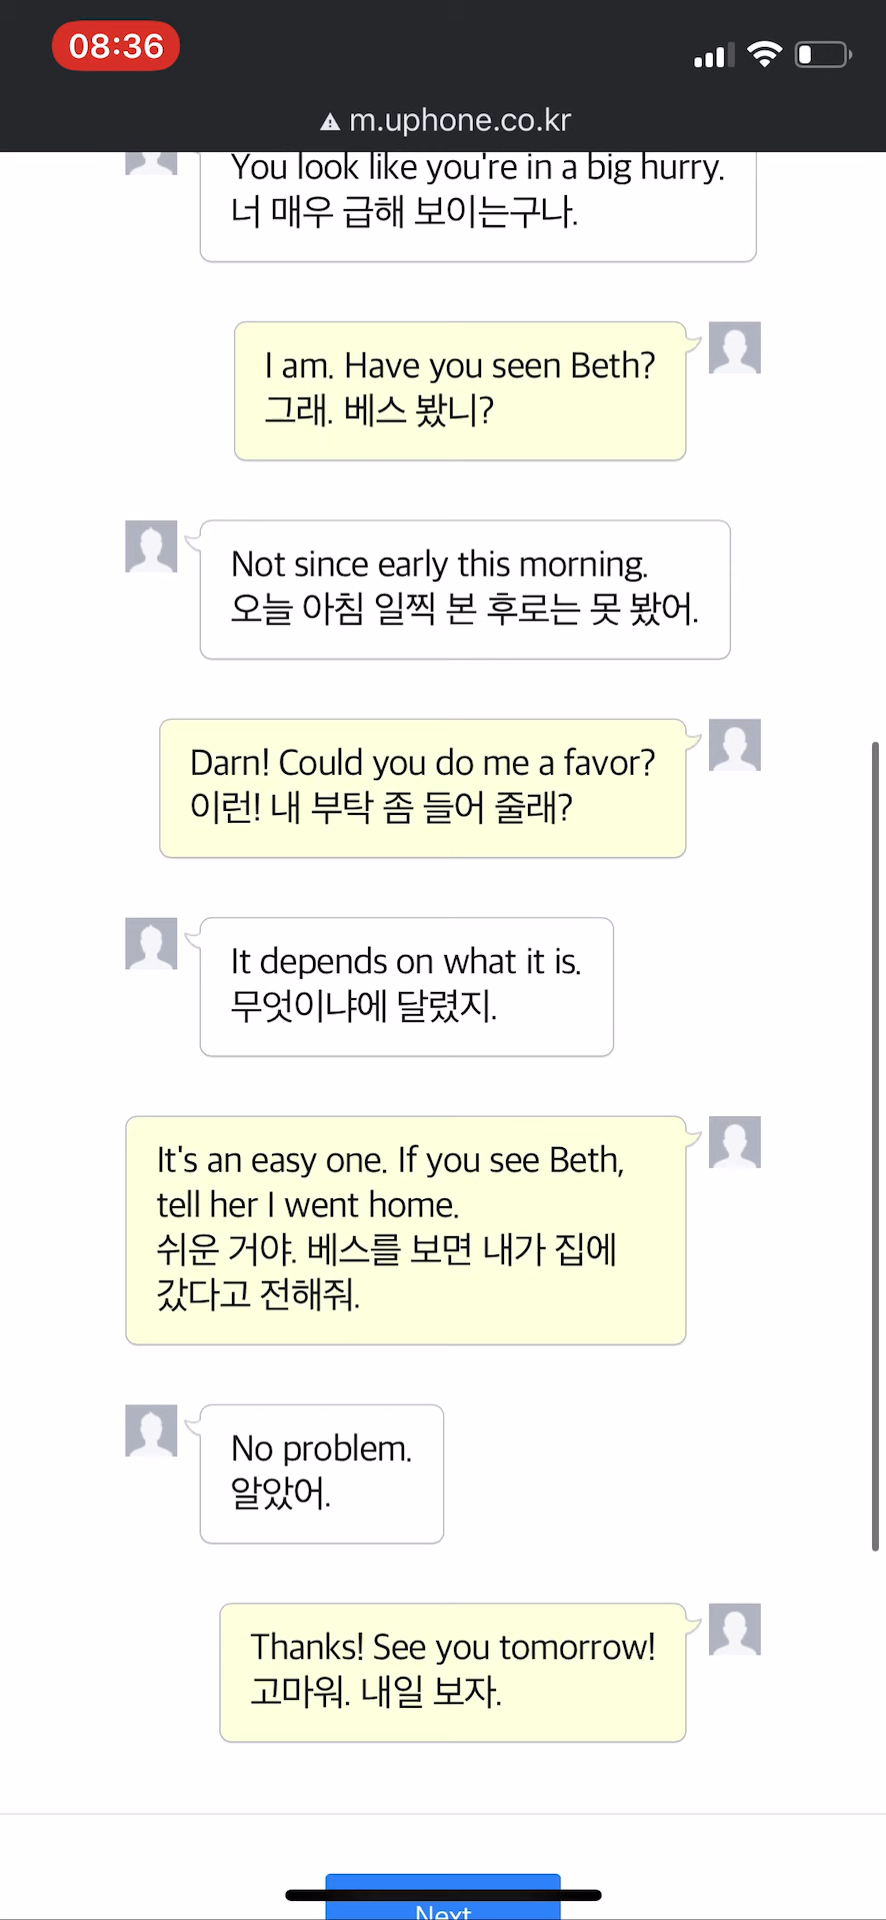 08:36
m.uphone.co.kr
You look like you're in a big hurry.
너 매우 급해 보이는구나.
I am. Have you seen Beth?
그래. 베스 봤니?
Not since early this morning.
오늘 아침 일찍 본 후로는 못 봤어.
Darn! Could you do me a favor?
이런! 내 부탁 좀 들어 줄래?
It depends on what it is.
무엇이냐에 달렸지.
It's an easy one. If you see Beth,
tell her I went home.
쉬운 거야. 베스를 보면 내가 집에
갔다고 전해줘.
No problem.
알았어.
Thanks! See you tomorrow!
고마워. 내일 보자.
Next